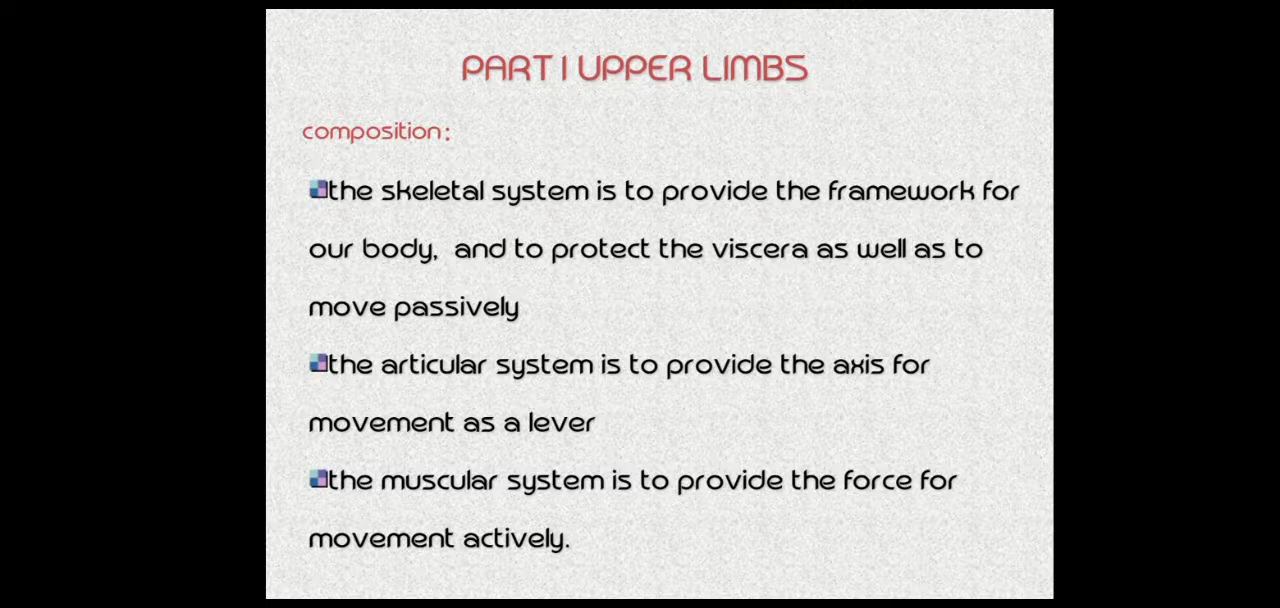 PART I UPPER LIMBS
composition:
the skeletal system is to provide the framework for
our body, and to protect the viscera as well as to
move passively
the articular system is to provide the axis for
movement as a lever
the muscular system is to provide the force for
movement actively.